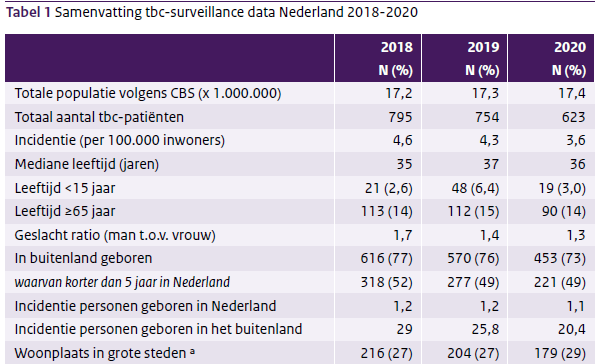 Tabel 1 Samenvatting tbc-surveillance data Nederland 2018-2020
2018 2019 2020
N (%) N (%) N (%)
Totale populatie volgens CBS (x 1.000.000) 17,2 17,3 17,4
Totaal aantal tbc-patiënten 795 754 623
Incidentie (per 100.000 inwoners) 4,6 4,3 3,6
Mediane leeftijd (jaren) 35 37 36
Leeftijd <15 jaar 21 (2,6) 48 (6,4) 19 (3,0)
Leeftijd ≥65 jaar 113 (14) 112 (15) 90 (14)
Geslacht ratio (man t.o.v. vrouw) 1,7 1,4 1,3
In buitenland geboren 616 (77) 570 (76) 453 (73)
waarvan korter dan 5 jaar in Nederland 318 (52) 277 (49) 221 (49)
Incidentie personen geboren in Nederland 1,2 1,2 1,1
Incidentie personen geboren in het buitenland 29 25,8 20,4
Woonplaats in grote steden ª 216 (27) 204 (27) 179 (29)